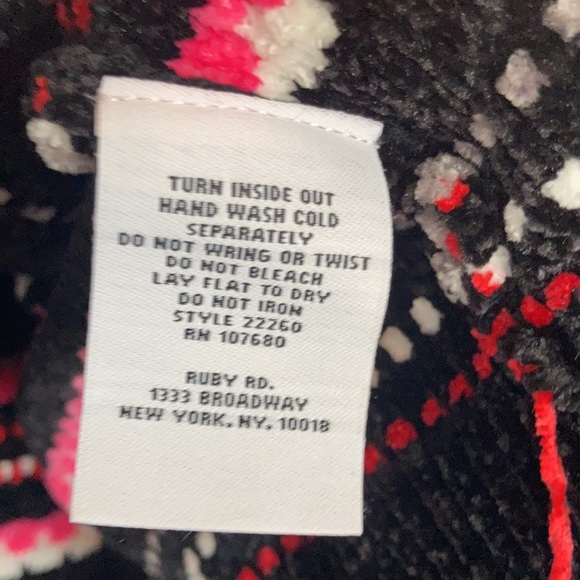 TURN INSIDE OUT
HAND WASH COLD
SEPARATELY
DO NOT WRING OR TWIST
DO NOT BLEACH
LAY FLAT TO DRY
DO NOT IRON
STYLE 22260
RN 107680
RUBY RD.
1333 BROADWAY
NEW YORK, NY, 10018